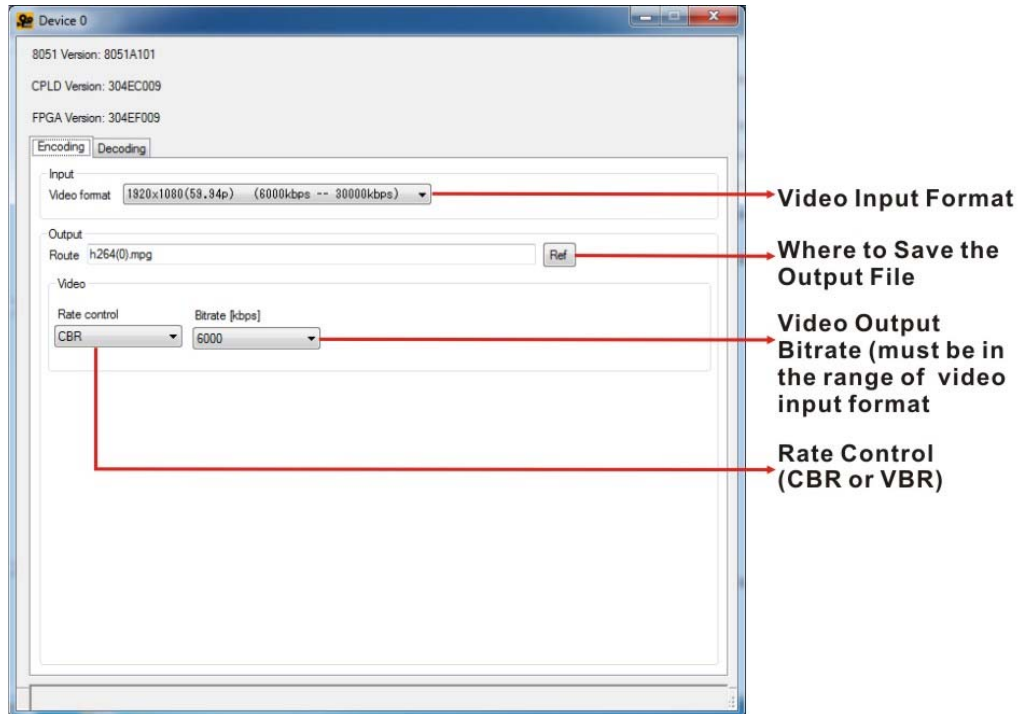 Device 0
8051 Version: 8051A101
CPLD Version: 304EC009
FPGA Version: 304EF009
Encoding Decoding
Input
Video format 1920x1080(59.94p) (6000kbps -- 30000kbps)
Output
Route h264(0).mpg Ref
Video
Rate control Bitrate [kbps]
CBR 6000
Video Input Format
Where to Save the
Output File
Video Output
Bitrate (must be in
the range of video
input format
Rate Control
(CBR or VBR)